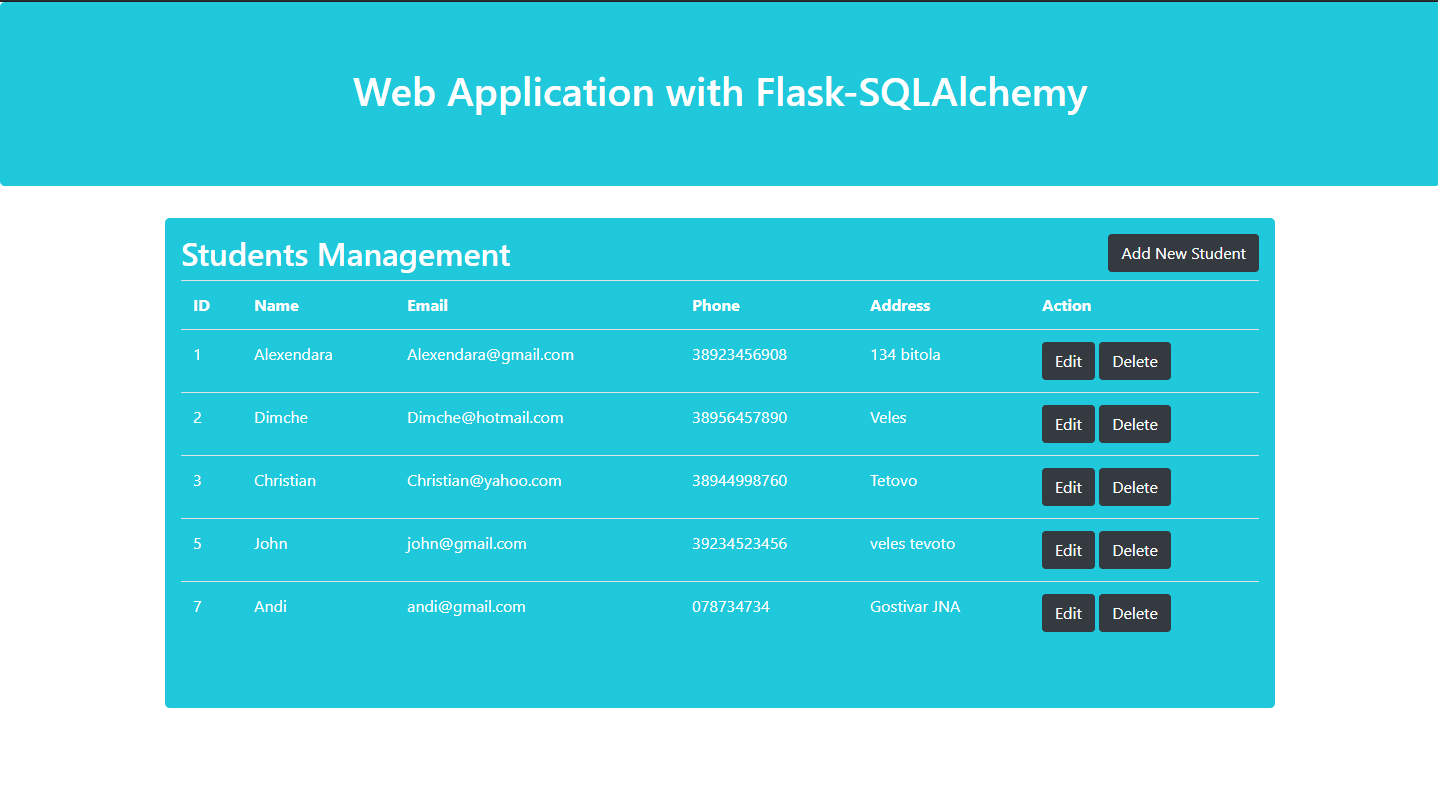 Web Application with Flask-SQLAlchemy
Students Management Add New Student
ID Name Email Phone Address Action
1 Alexendara Alexendara@gmail.com 38923456908 134 bitola Edit Delete
2 Dimche Dimche@hotmail.com 38956457890 Veles Edit Delete
3 Christian Christian@yahoo.com 38944998760 Tetovo Edit Delete
5 John john@gmail.com 39234523456 veles tevoto Edit Delete
7 Andi andi@gmail.com 078734734 Gostivar JNA Edit Delete